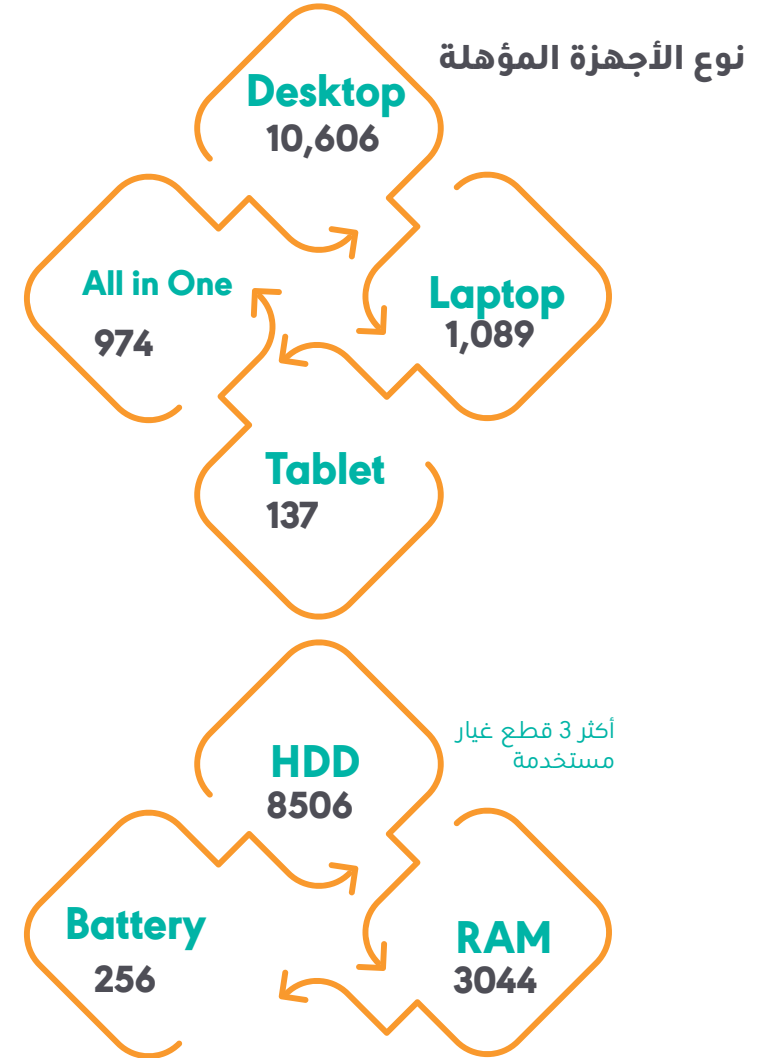 نوع الأجهزة المؤهلة
Desktop
10,606
All in One
974
Laptop
1,089
Tablet
137
أكثر 3 قطع غيار
مستخدمة
HDD
8506
Battery
256
RAM
3044